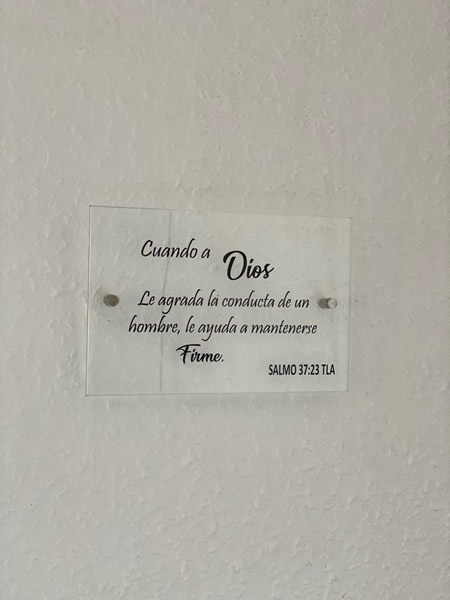 Cuando a Dios
Le agrada la conducta de un
hombre, le ayuda a mantenerse
Firme.
SALMO 37:23 TLA